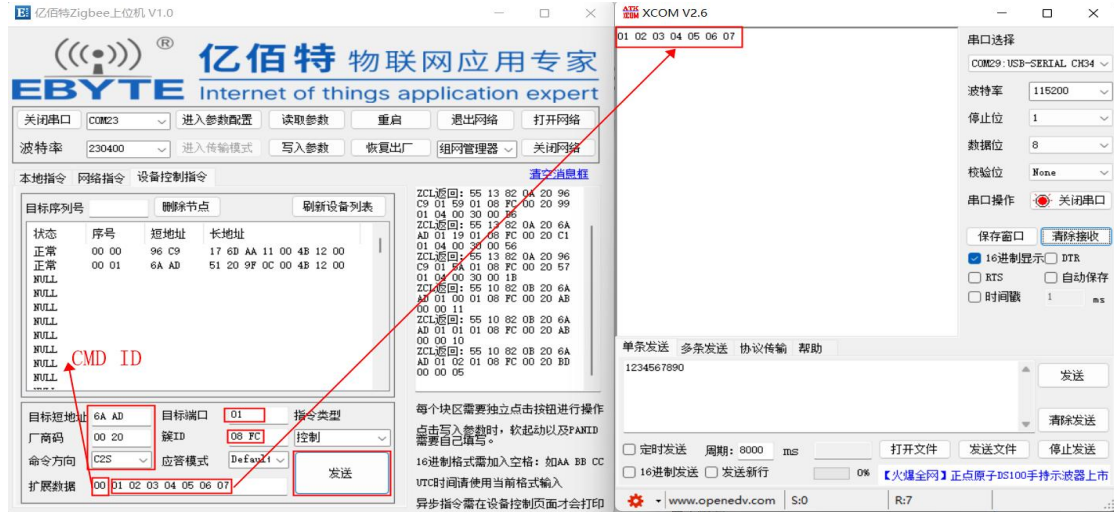 亿佰特Zigbee上位机 V1.0
®
亿佰特 物联网应用专家
EBYTE Internet of things application expert
关闭串口 COM23 进入参数配置 读取参数 重启 退出网络 打开网络
波特率 230400 进入传输模式 写入参数 恢复出厂 组网管理器 关闭网络
本地指令 网络指令 设备控制指令 清空消息框
目标序列号 删除节点 刷新设备列表
状态 序号 短地址 长地址
正常 00 00 96 C9 17 6D AA 11 00 4B 12 00
正常 00 01 6A AD 51 20 9F 0C 00 4B 12 00
NULL
NULL
NULL
NULL
NULL
NULL
NULL
NULL
CMD ID
ZCL返回: 55 13 82 0A 20 96
C9 01 59 01 08 FC 00 20 99
01 04 00 30 00 B6
ZCL返回: 55 13 82 0A 20 6A
AD 01 19 01 08 FC 00 20 C1
01 04 00 30 00 56
ZCL返回: 55 13 82 0A 20 96
C9 01 5A 01 08 FC 00 20 57
01 04 00 30 00 1B
ZCL返回: 55 10 82 0B 20 6A
AD 01 00 01 08 FC 00 20 AB
00 00 11
ZCL返回: 55 10 82 0B 20 6A
AD 01 01 01 08 FC 00 20 AB
00 00 10
ZCL返回: 55 10 82 0B 20 6A
AD 01 02 01 08 FC 00 20 BD
00 00 05
目标短地址 6A AD 目标端口 01 指令类型
厂商码 00 20 簇ID 08 FC 控制
命令方向 C2S 应答模式 Default 发送
扩展数据 00 01 02 03 04 05 06 07
每个块区需要独立点击按钮进行操作
点击写入参数时，软起动以及PANID
需要自己填写。
16进制格式需加入空格：如AA BB CC
UTC时间请使用当前格式输入
异步指令需在设备控制页面才会打印
XCOM V2.6
01 02 03 04 05 06 07
串口选择
COM29:USB-SERIAL CH34
波特率 115200
停止位 1
数据位 8
校验位 None
串口操作 关闭串口
保存窗口 清除接收
16进制显示 DTR
RTS 自动保存
时间戳 1 ms
单条发送 多条发送 协议传输 帮助
1234567890
发送
清除发送
定时发送 周期: 8000 ms 打开文件 发送文件 停止发送
16进制发送 发送新行 0% 【火爆全网】正点原子DS100手持示波器上市
www.openedv.com S:0 R:7